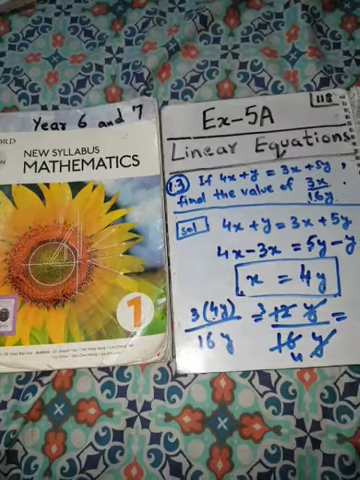 Year 6 and 7
NEW SYLLABUS
MATHEMATICS
1
118
Ex-5A
Linear Equations
13 If 4x+y = 3x+5y,
find the value of 3x/16y.
sol 4x+y = 3x+5y
4x-3x = 5y-y
x = 4y
3(4y)/16y = 12y/16y =